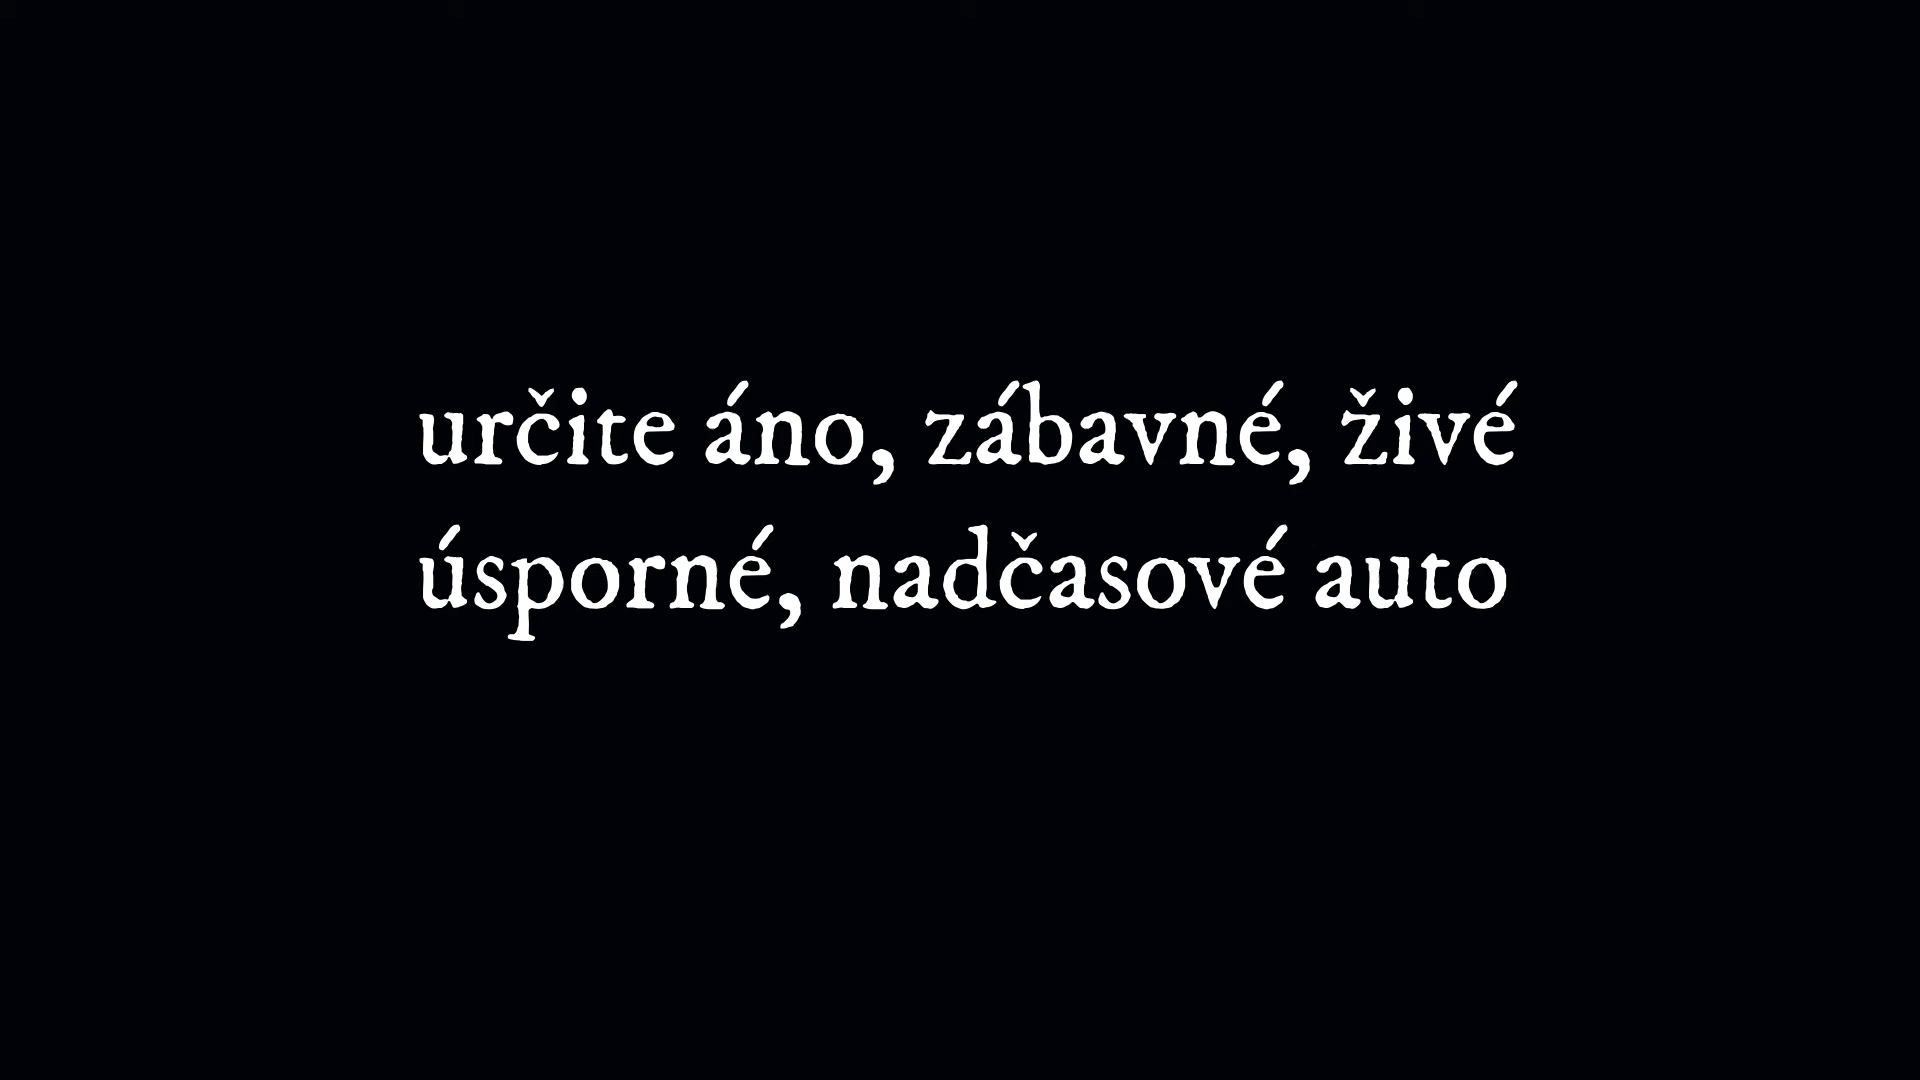 určite áno, zábavné, živé
úsporné, nadčasové auto